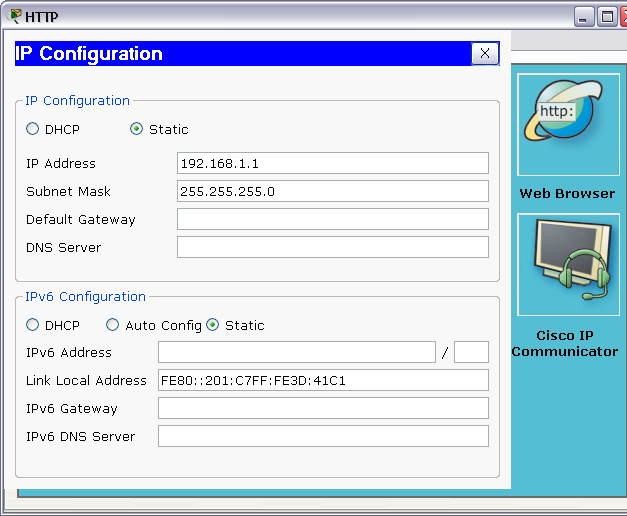 HTTP
IP Configuration
X
IP Configuration
DHCP
Static
IP Address
192.168.1.1
Subnet Mask
255.255.255.0
Default Gateway
DNS Server
IPv6 Configuration
DHCP
Auto Config
Static
IPv6 Address
/
Link Local Address
FE80::201:C7FF:FE3D:41C1
IPv6 Gateway
IPv6 DNS Server
http:
Web Browser
Cisco IP
Communicator